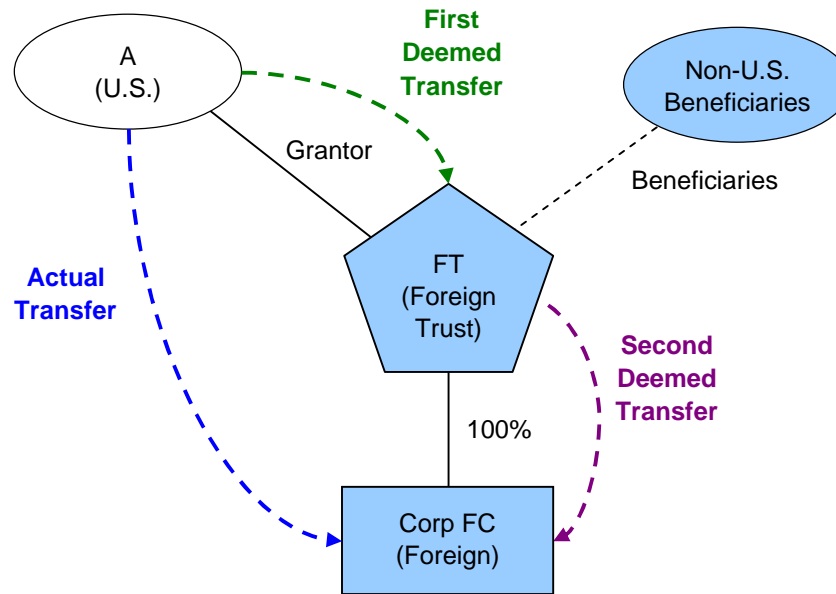 A
(U.S.)
First
Deemed
Transfer
Non-U.S.
Beneficiaries
Grantor
Beneficiaries
Actual
Transfer
FT
(Foreign
Trust)
Second
Deemed
Transfer
100%
Corp FC
(Foreign)